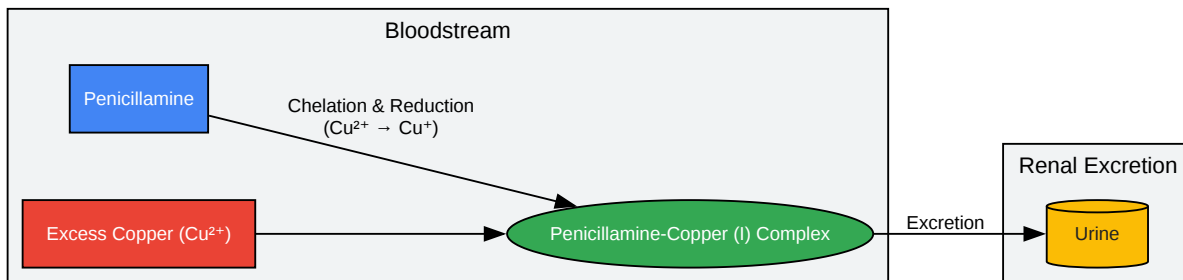 Bloodstream
Penicillamine
Chelation & Reduction
(Cu²⁺ → Cu⁺)
Excess Copper (Cu²⁺)
Penicillamine-Copper (I) Complex
Excretion
Renal Excretion
Urine